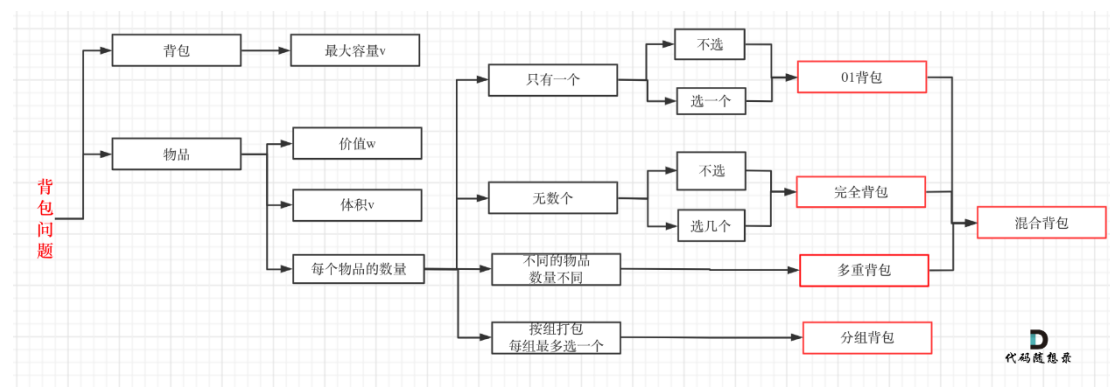 背包问题
背包
最大容量v
物品
价值w
体积v
每个物品的数量
只有一个
不选
选一个
01背包
无数个
不选
选几个
完全背包
不同的物品
数量不同
多重背包
混合背包
按组打包
每组最多选一个
分组背包
代码随想录